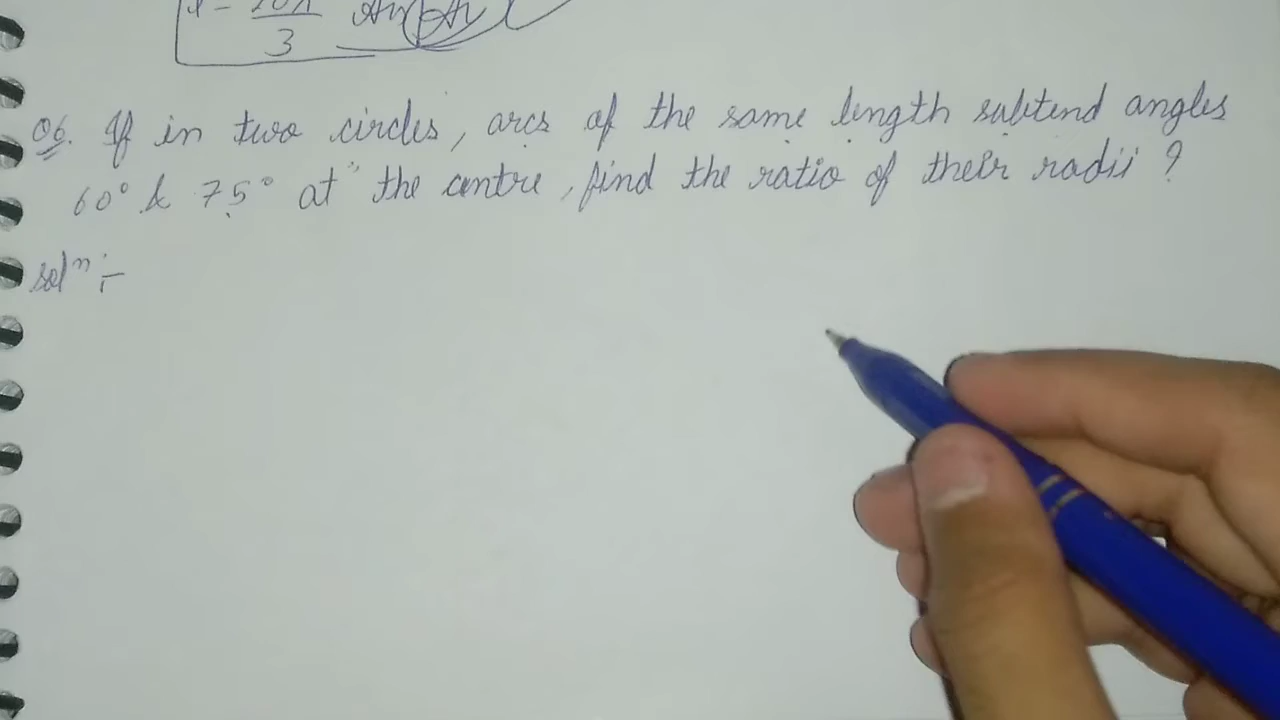 3
Q6. If in two circles, arcs of the same length subtend angles
60° & 75° at the centre, find the ratio of their radii ?
solⁿ :-